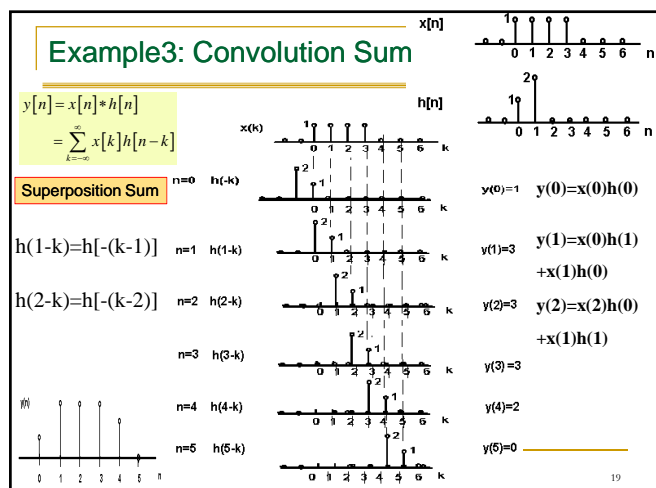 Example3: Convolution Sum
x[n]
1
0 1 2 3 4 5 6 n
h[n]
2
1
0 1 2 3 4 5 6 n
y[n] = x[n]*h[n]
= ∑ x[k]h[n−k]
k=−∞
∞
Superposition Sum
x(k) 1
0 1 2 3 4 5 6 k
n=0 h(-k) 2 1
0 1 2 3 4 5 6 k
y(0)=1 y(0)=x(0)h(0)
h(1-k)=h[-(k-1)]
n=1 h(1-k) 2 1
0 1 2 3 4 5 6 k
y(1)=3 y(1)=x(0)h(1)
+x(1)h(0)
h(2-k)=h[-(k-2)]
n=2 h(2-k) 2 1
0 1 2 3 4 5 6 k
y(2)=3 y(2)=x(2)h(0)
+x(1)h(1)
n=3 h(3-k) 2 1
0 1 2 3 4 5 6 k
y(3)=3
n=4 h(4-k) 2 1
0 1 2 3 4 5 6 k
y(4)=2
n=5 h(5-k) 2 1
0 1 2 3 4 5 6 k
y(5)=0
y(n)
0 1 2 3 4 5 n
19